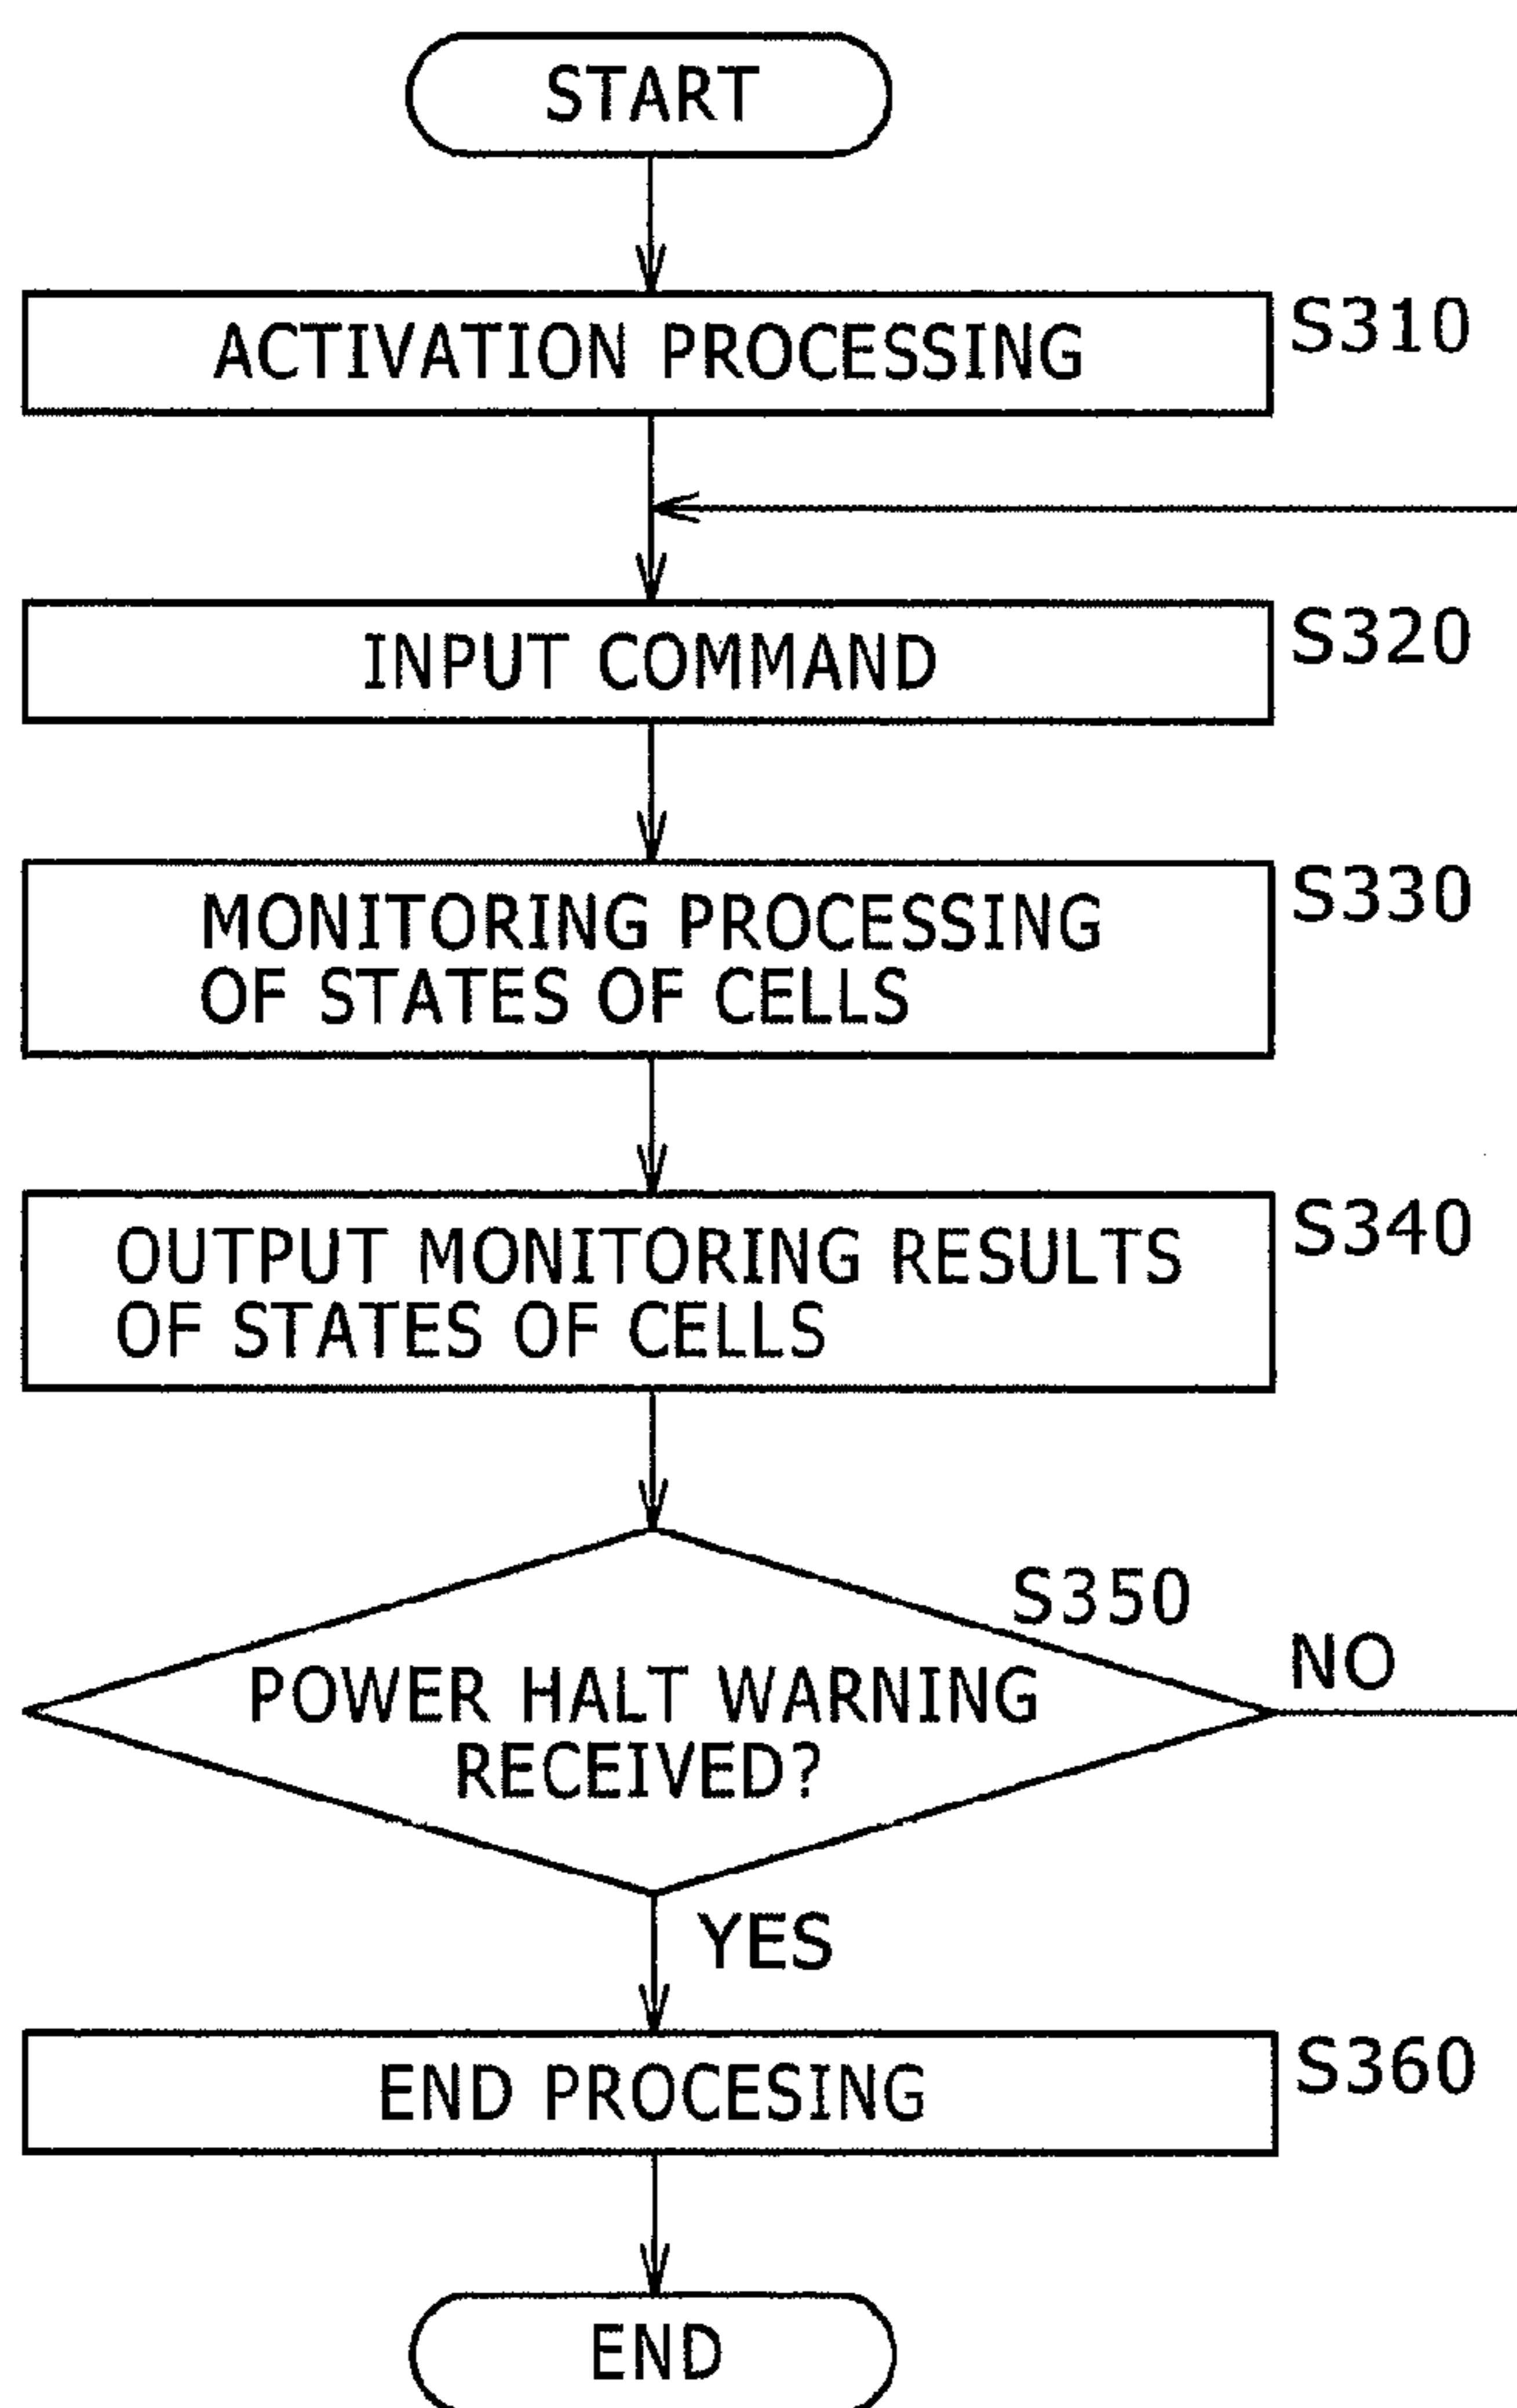 START
ACTIVATION PROCESSING
S310
INPUT COMMAND
S320
MONITORING PROCESSING
OF STATES OF CELLS
S330
OUTPUT MONITORING RESULTS
OF STATES OF CELLS
S340
S350
POWER HALT WARNING
RECEIVED?
NO
YES
END PROCESING
S360
END